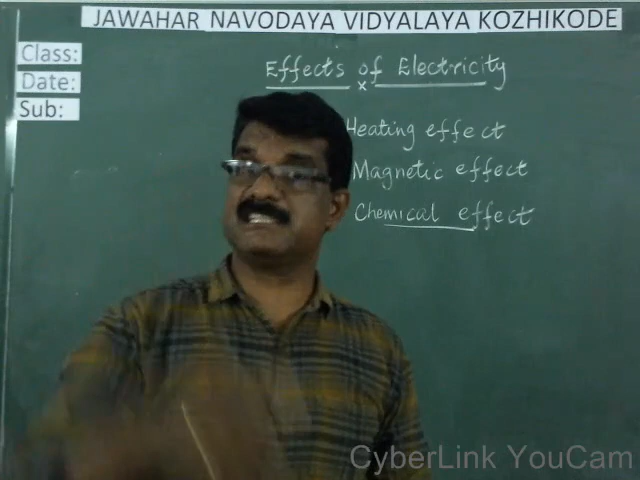 JAWAHAR NAVODAYA VIDYALAYA KOZHIKODE
Class:
Date:
Sub:
Effects of Electricity
x
Heating effect
Magnetic effect
Chemical effect
CyberLink YouCam